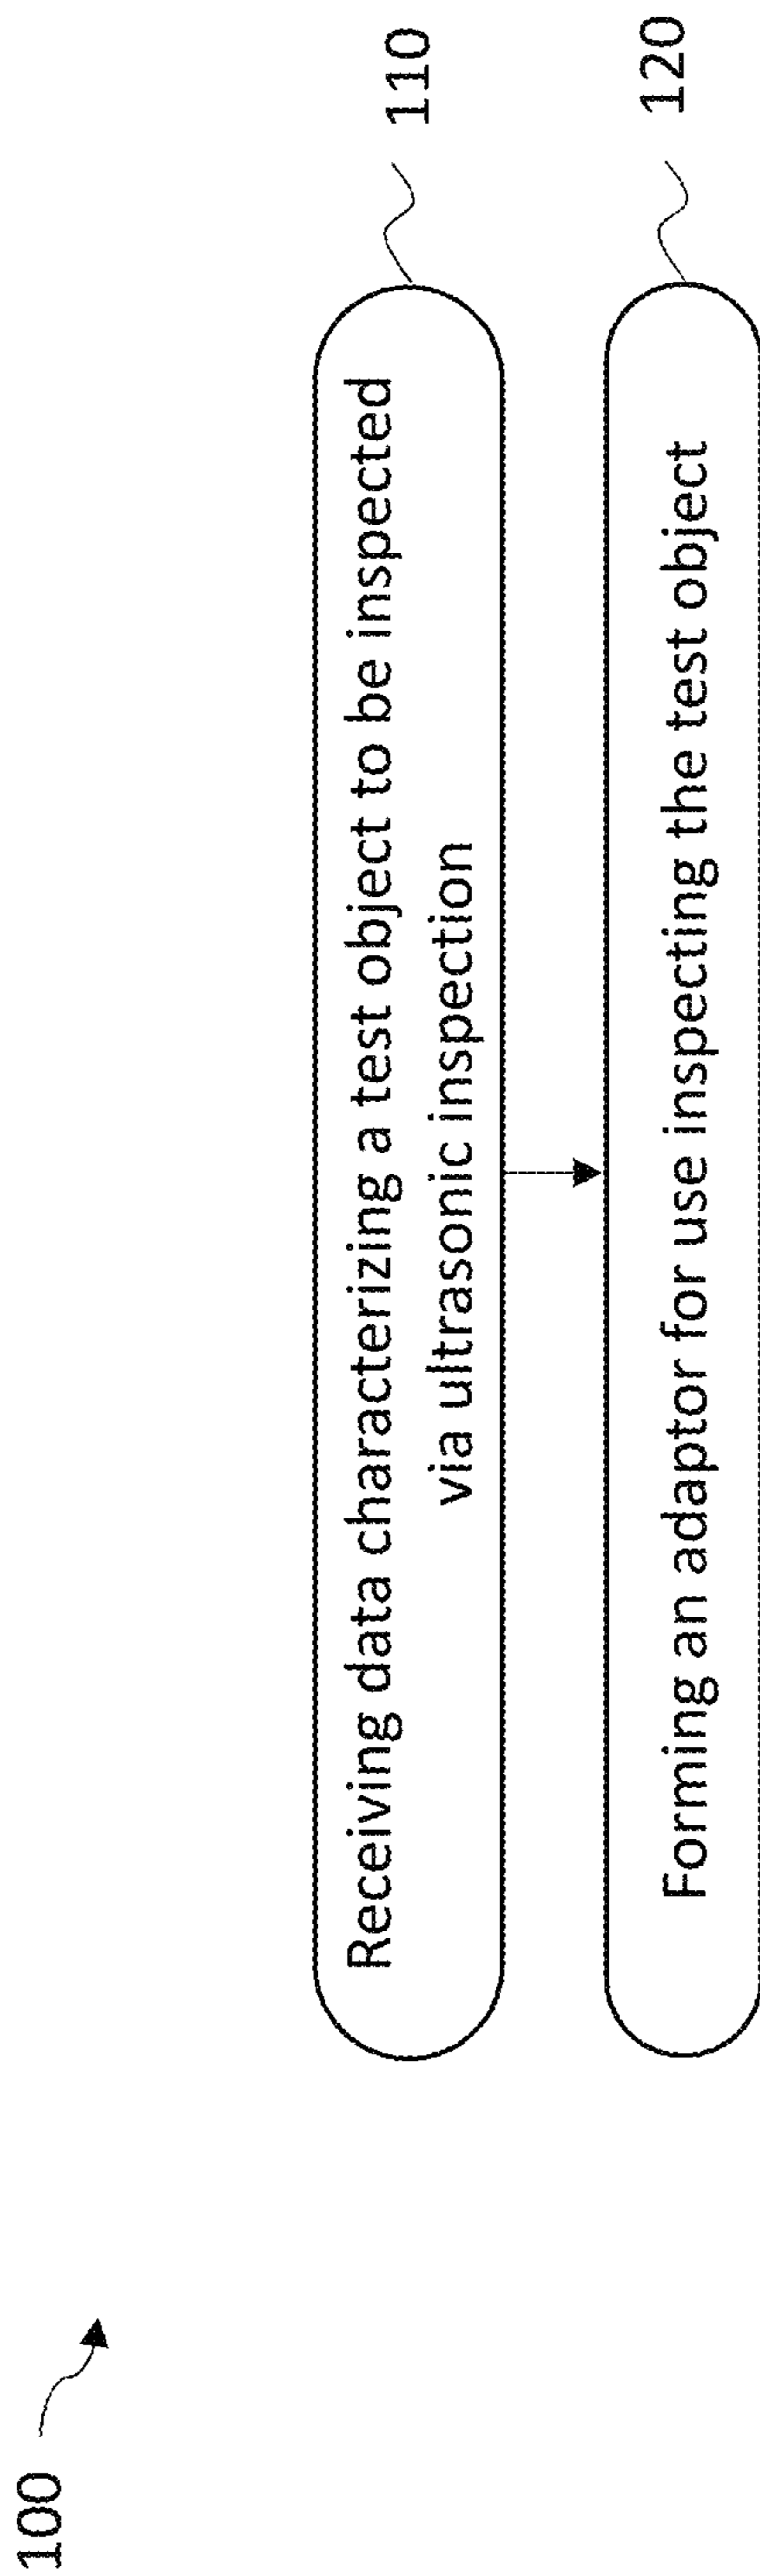 100
110
Receiving data characterizing a test object to be inspected
via ultrasonic inspection
120
Forming an adaptor for use inspecting the test object